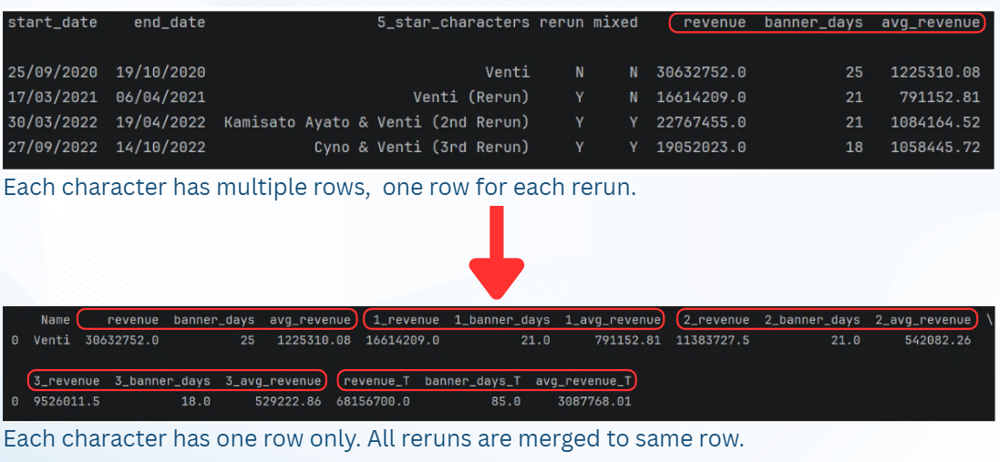 start_date end_date 5_star_characters rerun mixed revenue banner_days avg_revenue
25/09/2020 19/10/2020 Venti N N 30632752.0 25 1225310.08
17/03/2021 06/04/2021 Venti (Rerun) Y N 16614209.0 21 791152.81
30/03/2022 19/04/2022 Kamisato Ayato & Venti (2nd Rerun) Y Y 22767455.0 21 1084164.52
27/09/2022 14/10/2022 Cyno & Venti (3rd Rerun) Y Y 19052023.0 18 1058445.72
Each character has multiple rows, one row for each rerun.
Name revenue banner_days avg_revenue 1_revenue 1_banner_days 1_avg_revenue 2_revenue 2_banner_days 2_avg_revenue \
0 Venti 30632752.0 25 1225310.08 16614209.0 21.0 791152.81 11383727.5 21.0 542082.26
3_revenue 3_banner_days 3_avg_revenue revenue_T banner_days_T avg_revenue_T
0 9526011.5 18.0 529222.86 68156700.0 85.0 3087768.01
Each character has one row only. All reruns are merged to same row.